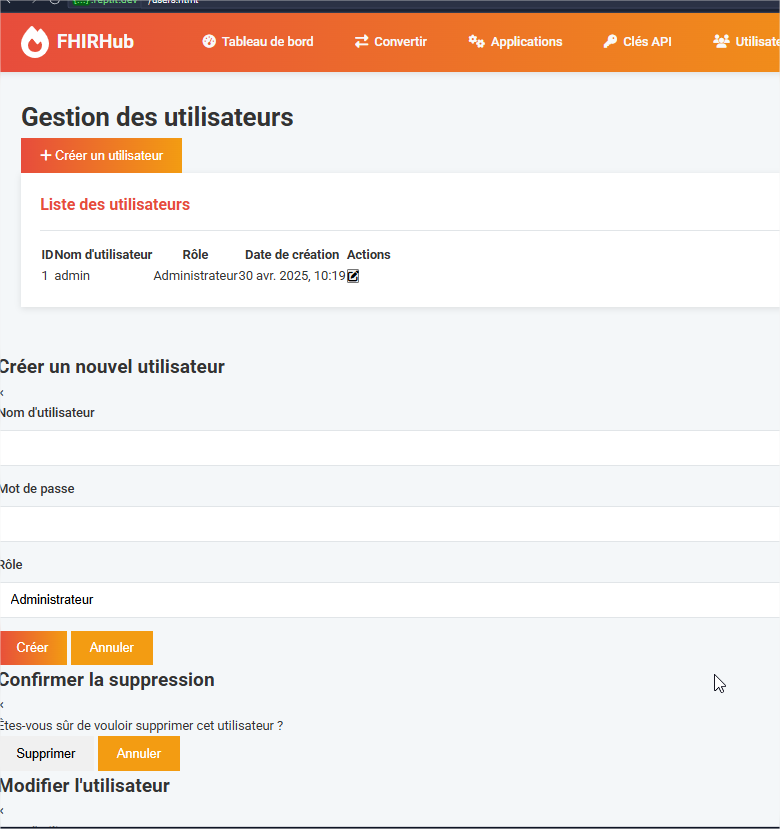 .replit.dev /users.html
FHIRHub Tableau de bord Convertir Applications Clés API Utilisate
Gestion des utilisateurs
+ Créer un utilisateur
Liste des utilisateurs
ID Nom d'utilisateur Rôle Date de création Actions
1 admin Administrateur 30 avr. 2025, 10:19
Créer un nouvel utilisateur
Nom d'utilisateur
Mot de passe
Rôle
Administrateur
Créer Annuler
Confirmer la suppression
Êtes-vous sûr de vouloir supprimer cet utilisateur ?
Supprimer Annuler
Modifier l'utilisateur